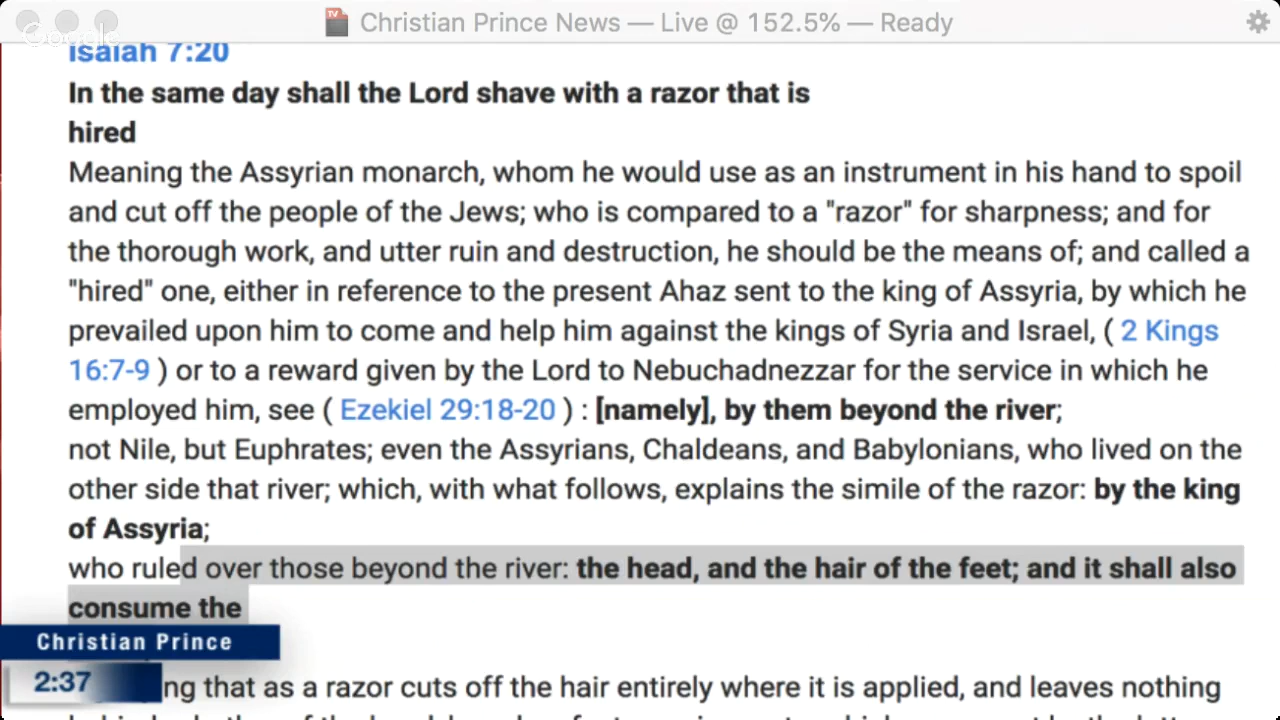 Christian Prince News — Live @ 152.5% — Ready
Google
Isaiah 7:20
In the same day shall the Lord shave with a razor that is
hired
Meaning the Assyrian monarch, whom he would use as an instrument in his hand to spoil
and cut off the people of the Jews; who is compared to a "razor" for sharpness; and for
the thorough work, and utter ruin and destruction, he should be the means of; and called a
"hired" one, either in reference to the present Ahaz sent to the king of Assyria, by which he
prevailed upon him to come and help him against the kings of Syria and Israel, ( 2 Kings
16:7-9 ) or to a reward given by the Lord to Nebuchadnezzar for the service in which he
employed him, see ( Ezekiel 29:18-20 ) : [namely], by them beyond the river;
not Nile, but Euphrates; even the Assyrians, Chaldeans, and Babylonians, who lived on the
other side that river; which, with what follows, explains the simile of the razor: by the king
of Assyria;
who ruled over those beyond the river: the head, and the hair of the feet; and it shall also
consume the
Christian Prince
2:37
ng that as a razor cuts off the hair entirely where it is applied, and leaves nothing